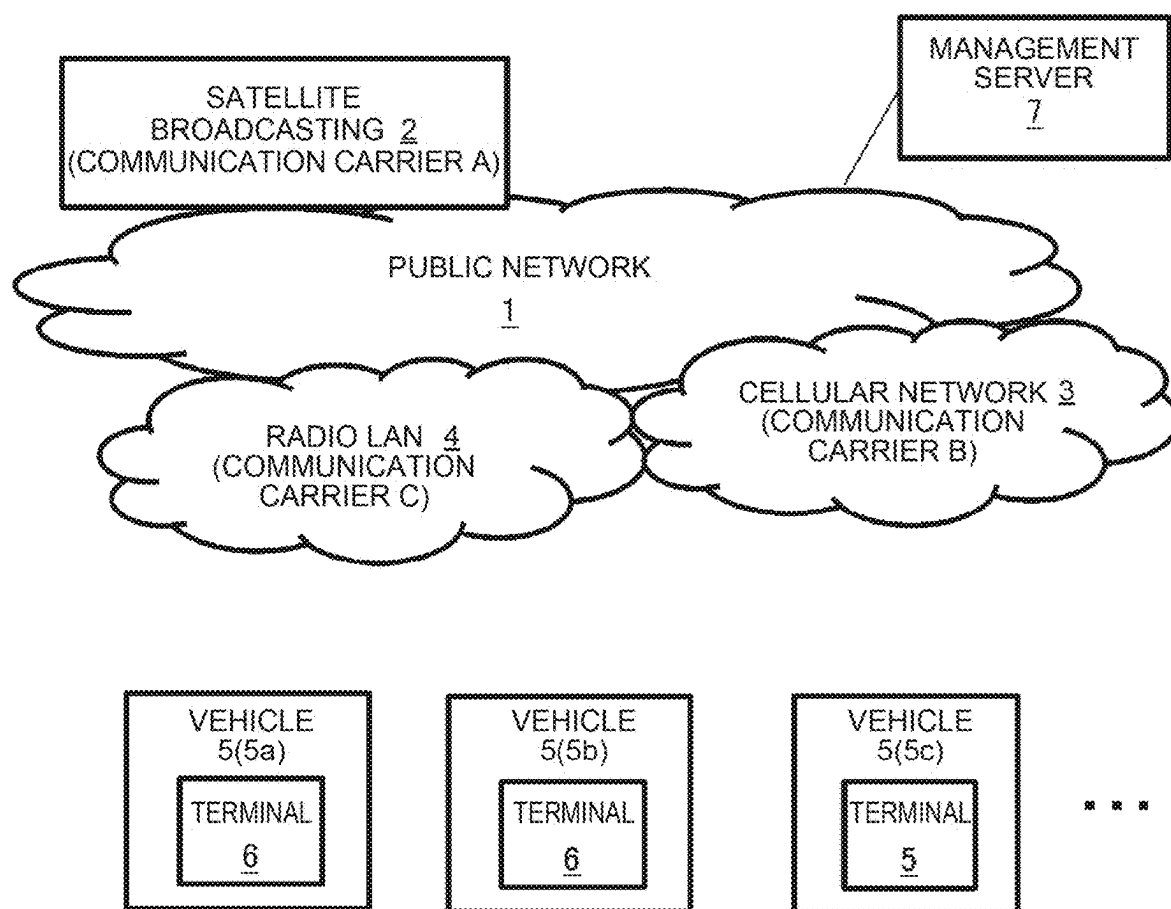 MANAGEMENT
SERVER
7
SATELLITE
BROADCASTING 2
(COMMUNICATION CARRIER A)
PUBLIC NETWORK
1
CELLULAR NETWORK 3
(COMMUNICATION
CARRIER B)
RADIO LAN 4
(COMMUNICATION
CARRIER C)
VEHICLE
5(5a)
TERMINAL
6
VEHICLE
5(5b)
TERMINAL
6
VEHICLE
5(5c)
TERMINAL
5
...